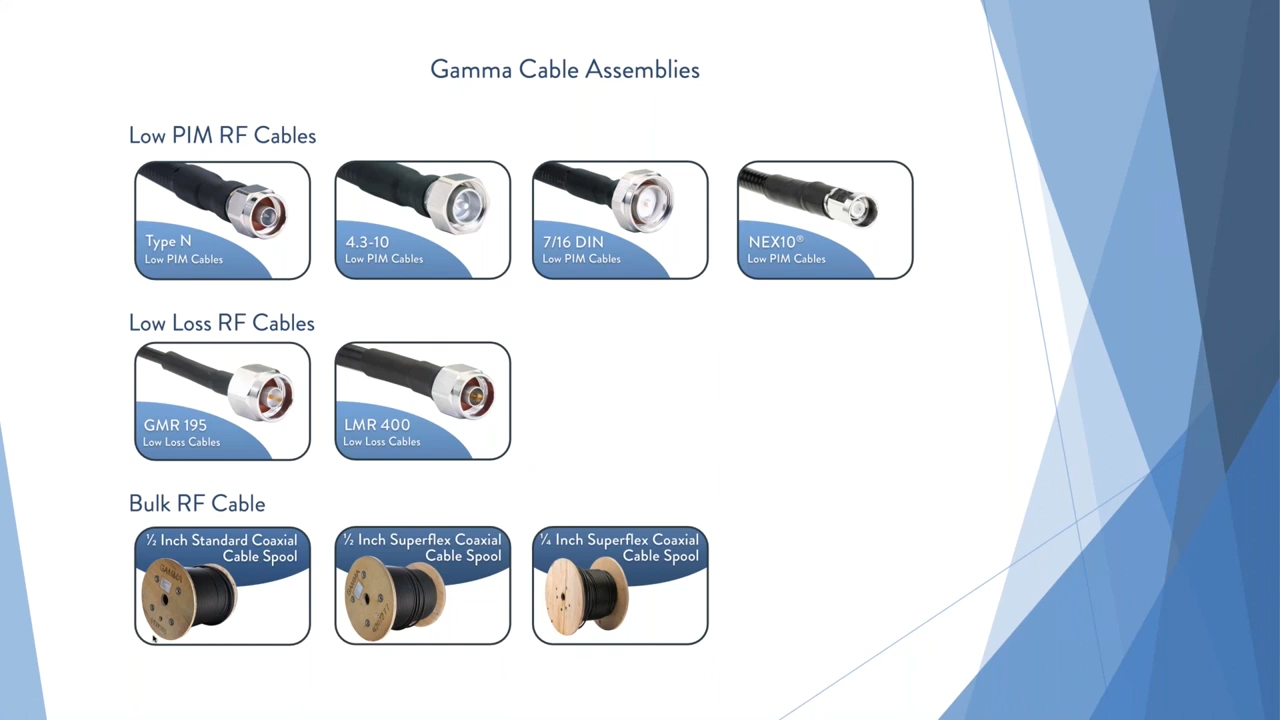 Gamma Cable Assemblies
Low PIM RF Cables
Type N
Low PIM Cables
4.3-10
Low PIM Cables
7/16 DIN
Low PIM Cables
NEX10®
Low PIM Cables
Low Loss RF Cables
GMR 195
Low Loss Cables
LMR 400
Low Loss Cables
Bulk RF Cable
½ Inch Standard Coaxial
Cable Spool
GAMMA
½ Inch Superflex Coaxial
Cable Spool
¼ Inch Superflex Coaxial
Cable Spool